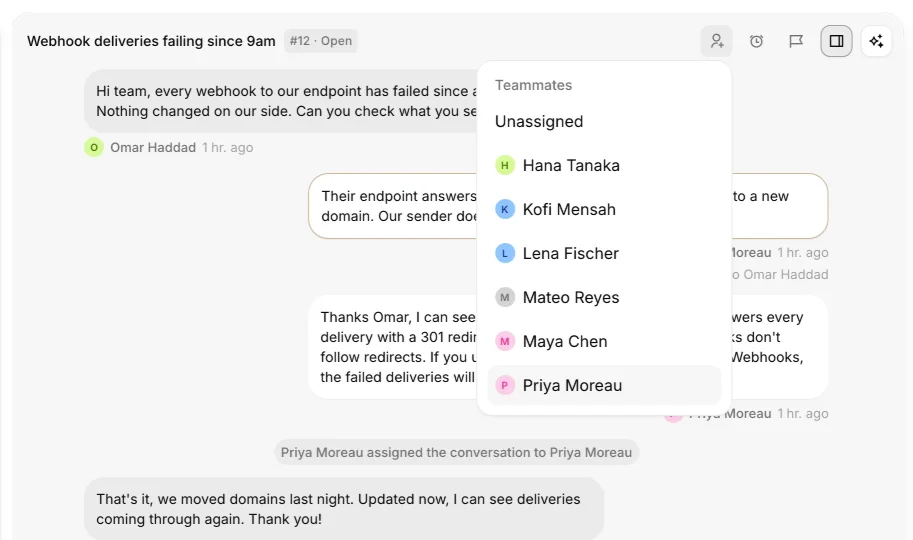 Webhook deliveries failing since 9am #12 · Open
Hi team, every webhook to our endpoint has failed since
Nothing changed on our side. Can you check what you
O Omar Haddad 1 hr. ago
Their endpoint answers to a new
domain. Our sender
Moreau 1 hr. ago
Omar Haddad
Thanks Omar, I can see every
delivery with a 301 don't
follow redirects. If you Webhooks,
the failed deliveries will
Priya Moreau 1 hr. ago
Teammates
Unassigned
H Hana Tanaka
K Kofi Mensah
L Lena Fischer
M Mateo Reyes
M Maya Chen
P Priya Moreau
Priya Moreau assigned the conversation to Priya Moreau
That's it, we moved domains last night. Updated now, I can see deliveries
coming through again. Thank you!